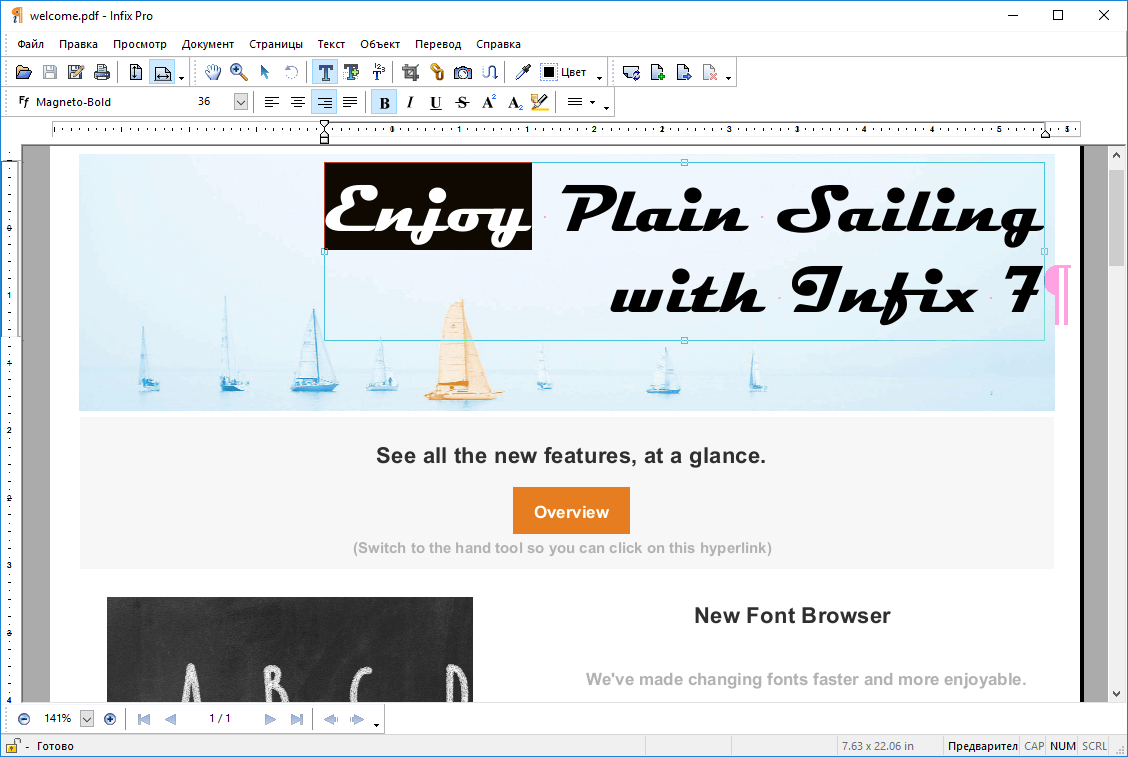 welcome.pdf - Infix Pro
Файл Правка Просмотр Документ Страницы Текст Объект Перевод Справка
Цвет
Magneto-Bold 36
Enjoy Plain Sailing
with Infix 7
See all the new features, at a glance.
Overview
(Switch to the hand tool so you can click on this hyperlink)
A B C D
New Font Browser
We've made changing fonts faster and more enjoyable.
141% 1 / 1
- Готово 7.63 x 22.06 in Предварител CAP NUM SCRL